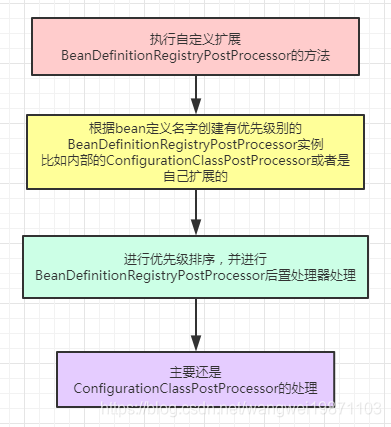 执行自定义扩展
BeanDefinitionRegistryPostProcessor的方法
根据bean定义名字创建有优先级别的
BeanDefinitionRegistryPostProcessor实例
比如内部的ConfigurationClassPostProcessor或者是
自己扩展的
进行优先级排序，并进行
BeanDefinitionRegistryPostProcessor后置处理器处理
主要还是
ConfigurationClassPostProcessor的处理
https://blog.csdn.net/wangwei19871103